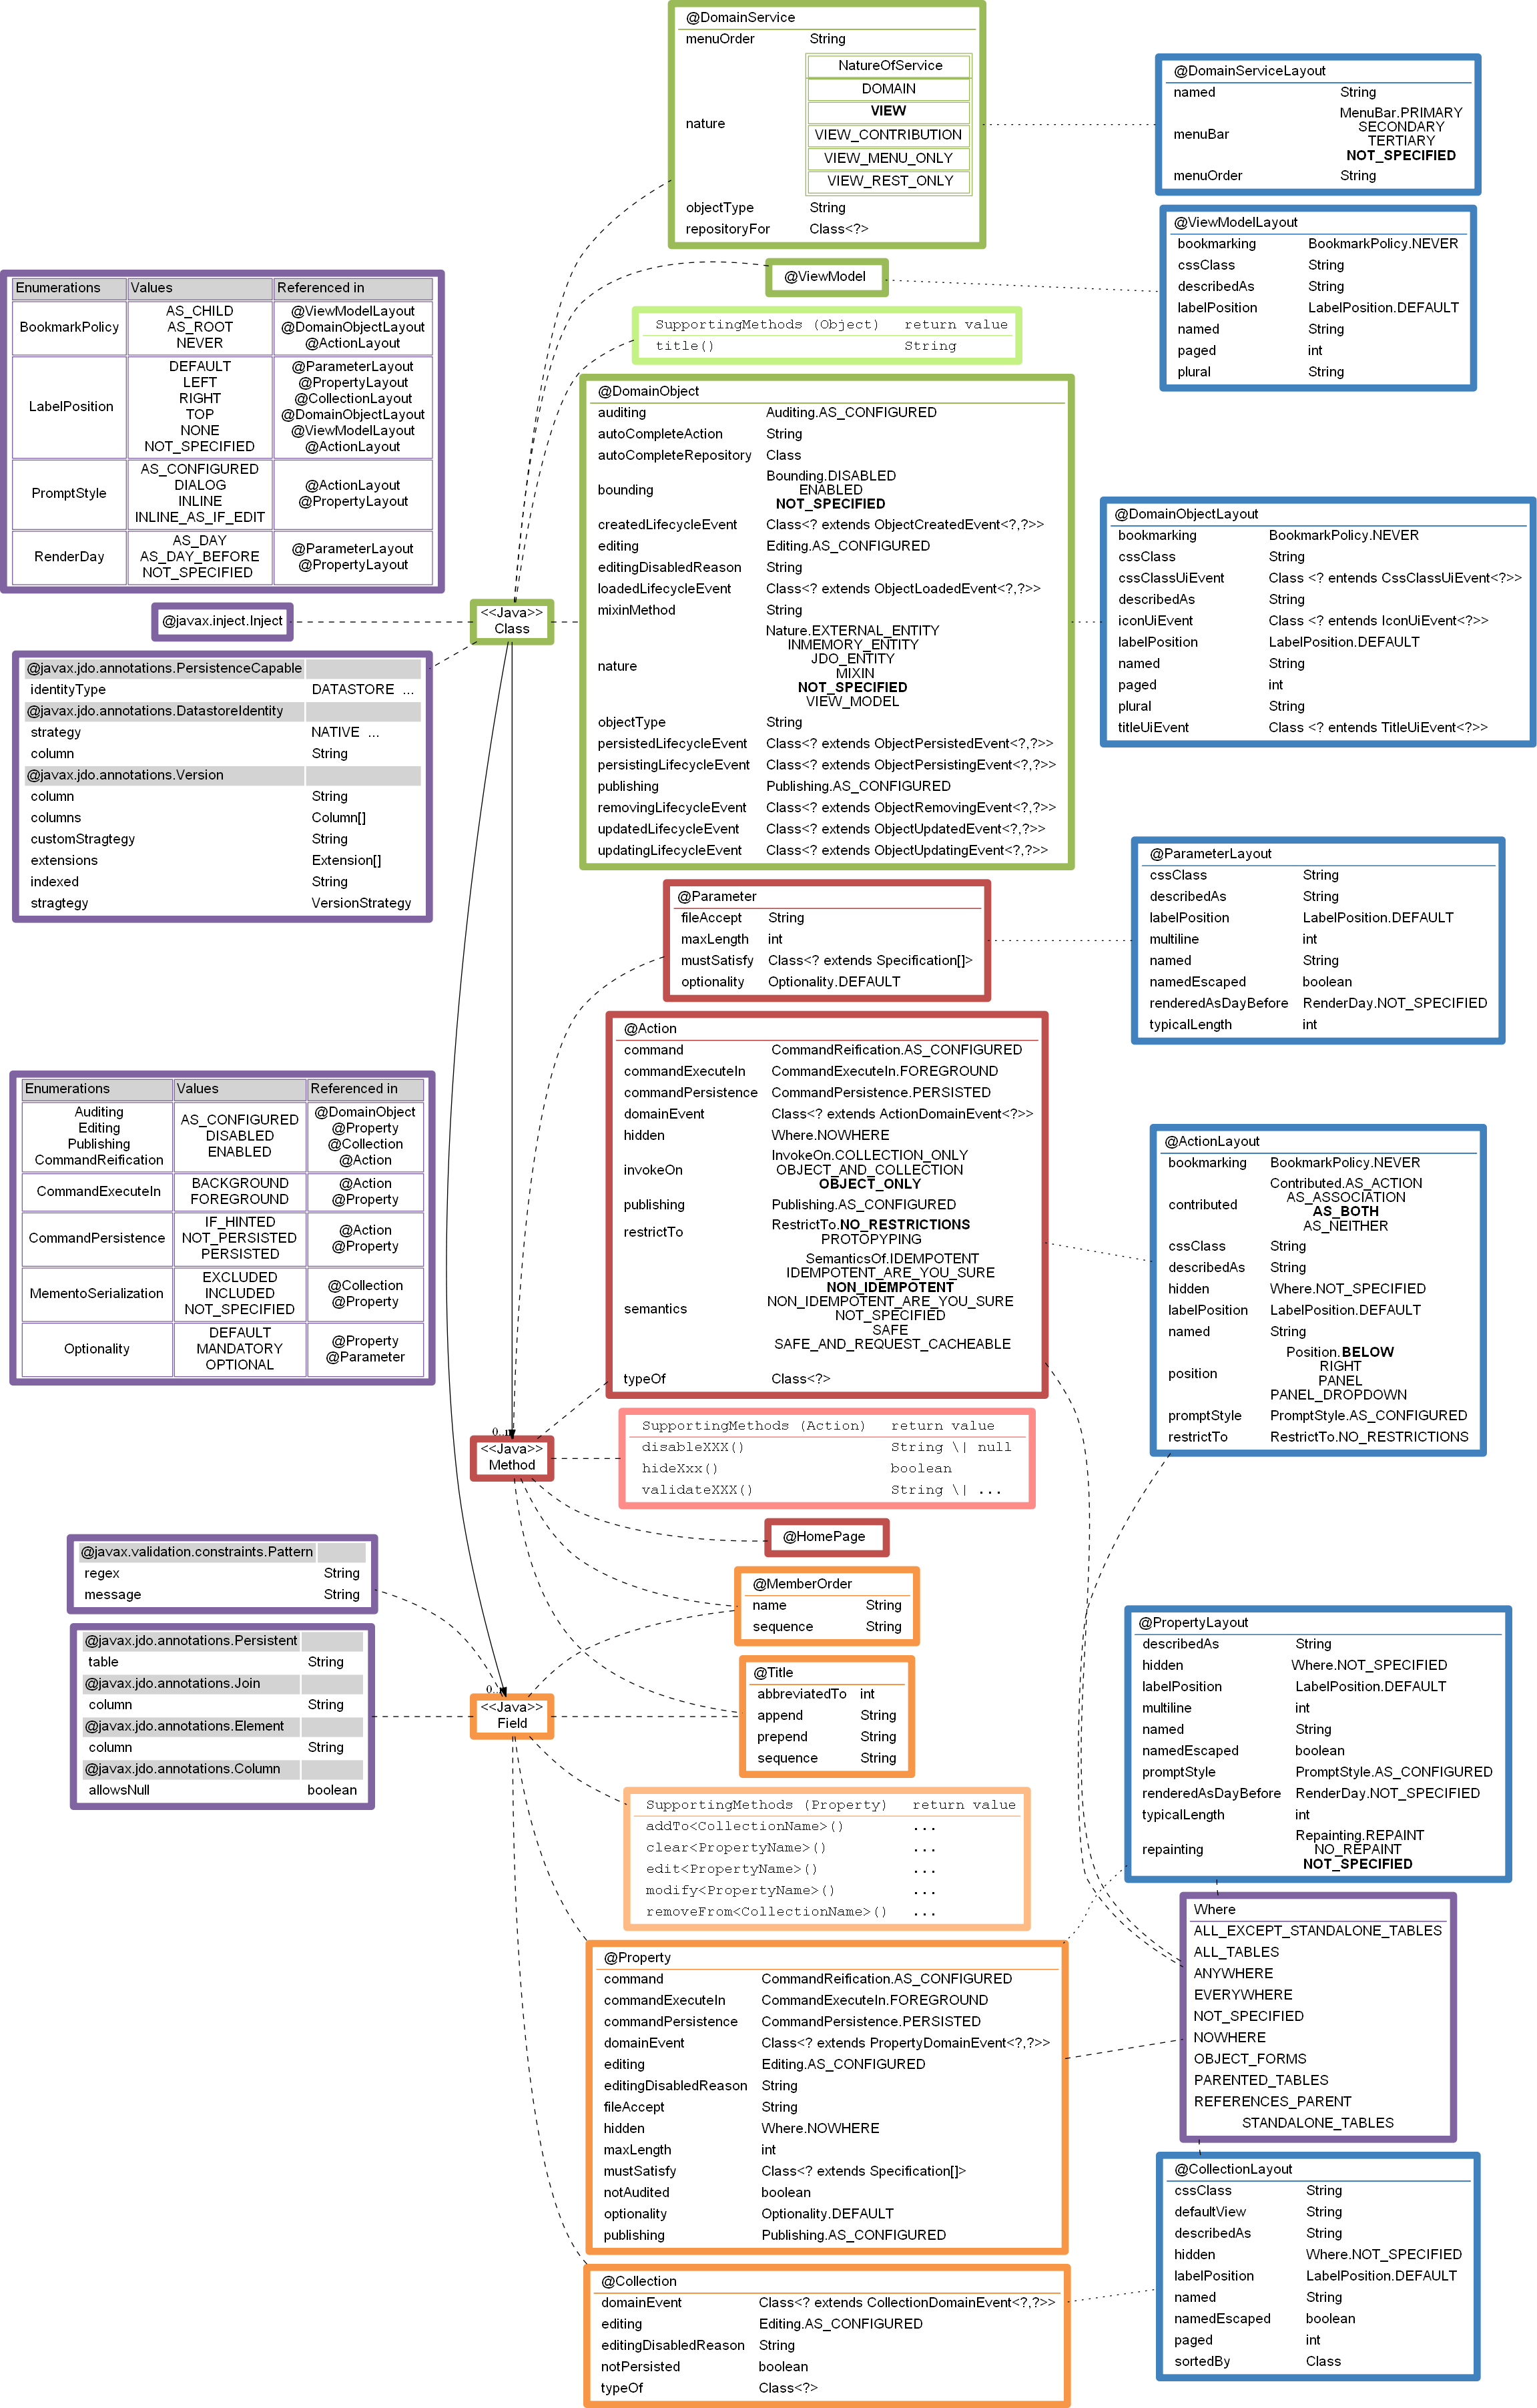 @DomainService
menuOrder String
nature
NatureOfService
DOMAIN
VIEW
VIEW_CONTRIBUTION
VIEW_MENU_ONLY
VIEW_REST_ONLY
objectType String
repositoryFor Class<?>
@DomainServiceLayout
named String
menuBar
MenuBar.PRIMARY
SECONDARY
TERTIARY
NOT_SPECIFIED
menuOrder String
@ViewModelLayout
bookmarking BookmarkPolicy.NEVER
cssClass String
describedAs String
labelPosition LabelPosition.DEFAULT
named String
paged int
plural String
@ViewModel
SupportingMethods (Object) return value
title() String
Enumerations Values Referenced in
BookmarkPolicy
AS_CHILD
AS_ROOT
NEVER
@ViewModelLayout
@DomainObjectLayout
@ActionLayout
LabelPosition
DEFAULT
LEFT
RIGHT
TOP
NONE
NOT_SPECIFIED
@ParameterLayout
@PropertyLayout
@CollectionLayout
@DomainObjectLayout
@ViewModelLayout
@ActionLayout
PromptStyle
AS_CONFIGURED
DIALOG
INLINE
INLINE_AS_IF_EDIT
@ActionLayout
@PropertyLayout
RenderDay
AS_DAY
AS_DAY_BEFORE
NOT_SPECIFIED
@ParameterLayout
@PropertyLayout
@javax.inject.Inject
<<Java>>
Class
@javax.jdo.annotations.PersistenceCapable
identityType DATASTORE ...
@javax.jdo.annotations.DatastoreIdentity
strategy NATIVE ...
column String
@javax.jdo.annotations.Version
column String
columns Column[]
customStragtegy String
extensions Extension[]
indexed String
stragtegy VersionStrategy
@DomainObject
auditing Auditing.AS_CONFIGURED
autoCompleteAction String
autoCompleteRepository Class
bounding
Bounding.DISABLED
ENABLED
NOT_SPECIFIED
createdLifecycleEvent Class<? extends ObjectCreatedEvent<?,?>>
editing Editing.AS_CONFIGURED
editingDisabledReason String
loadedLifecycleEvent Class<? extends ObjectLoadedEvent<?,?>>
mixinMethod String
nature
Nature.EXTERNAL_ENTITY
INMEMORY_ENTITY
JDO_ENTITY
MIXIN
NOT_SPECIFIED
VIEW_MODEL
objectType String
persistedLifecycleEvent Class<? extends ObjectPersistedEvent<?,?>>
persistingLifecycleEvent Class<? extends ObjectPersistingEvent<?,?>>
publishing Publishing.AS_CONFIGURED
removingLifecycleEvent Class<? extends ObjectRemovingEvent<?,?>>
updatedLifecycleEvent Class<? extends ObjectUpdatedEvent<?,?>>
updatingLifecycleEvent Class<? extends ObjectUpdatingEvent<?,?>>
@DomainObjectLayout
bookmarking BookmarkPolicy.NEVER
cssClass String
cssClassUiEvent Class <? entends CssClassUiEvent<?>>
describedAs String
iconUiEvent Class <? entends IconUiEvent<?>>
labelPosition LabelPosition.DEFAULT
named String
paged int
plural String
titleUiEvent Class <? entends TitleUiEvent<?>>
@Parameter
fileAccept String
maxLength int
mustSatisfy Class<? extends Specification[]>
optionality Optionality.DEFAULT
@ParameterLayout
cssClass String
describedAs String
labelPosition LabelPosition.DEFAULT
multiline int
named String
namedEscaped boolean
renderedAsDayBefore RenderDay.NOT_SPECIFIED
typicalLength int
@Action
command CommandReification.AS_CONFIGURED
commandExecuteIn CommandExecuteIn.FOREGROUND
commandPersistence CommandPersistence.PERSISTED
domainEvent Class<? extends ActionDomainEvent<?>>
hidden Where.NOWHERE
invokeOn
InvokeOn.COLLECTION_ONLY
OBJECT_AND_COLLECTION
OBJECT_ONLY
publishing Publishing.AS_CONFIGURED
restrictTo
RestrictTo.NO_RESTRICTIONS
PROTOPYPING
semantics
SemanticsOf.IDEMPOTENT
IDEMPOTENT_ARE_YOU_SURE
NON_IDEMPOTENT
NON_IDEMPOTENT_ARE_YOU_SURE
NOT_SPECIFIED
SAFE
SAFE_AND_REQUEST_CACHEABLE
typeOf Class<?>
Enumerations Values Referenced in
Auditing
Editing
Publishing
CommandReification
AS_CONFIGURED
DISABLED
ENABLED
@DomainObject
@Property
@Collection
@Action
CommandExecuteIn
BACKGROUND
FOREGROUND
@Action
@Property
CommandPersistence
IF_HINTED
NOT_PERSISTED
PERSISTED
@Action
@Property
MementoSerialization
EXCLUDED
INCLUDED
NOT_SPECIFIED
@Collection
@Property
Optionality
DEFAULT
MANDATORY
OPTIONAL
@Property
@Parameter
@ActionLayout
bookmarking BookmarkPolicy.NEVER
contributed
Contributed.AS_ACTION
AS_ASSOCIATION
AS_BOTH
AS_NEITHER
cssClass String
describedAs String
hidden Where.NOT_SPECIFIED
labelPosition LabelPosition.DEFAULT
named String
position
Position.BELOW
RIGHT
PANEL
PANEL_DROPDOWN
promptStyle PromptStyle.AS_CONFIGURED
restrictTo RestrictTo.NO_RESTRICTIONS
<<Java>>
Method
SupportingMethods (Action) return value
disableXXX() String \| null
hideXxx() boolean
validateXXX() String \| ...
@HomePage
@MemberOrder
name String
sequence String
@Title
abbreviatedTo int
append String
prepend String
sequence String
@javax.validation.constraints.Pattern
regex String
message String
@javax.jdo.annotations.Persistent
table String
@javax.jdo.annotations.Join
column String
@javax.jdo.annotations.Element
column String
@javax.jdo.annotations.Column
allowsNull boolean
<<Java>>
Field
SupportingMethods (Property) return value
addTo<CollectionName>() ...
clear<PropertyName>() ...
edit<PropertyName>() ...
modify<PropertyName>() ...
removeFrom<CollectionName>() ...
@PropertyLayout
describedAs String
hidden Where.NOT_SPECIFIED
labelPosition LabelPosition.DEFAULT
multiline int
named String
namedEscaped boolean
promptStyle PromptStyle.AS_CONFIGURED
renderedAsDayBefore RenderDay.NOT_SPECIFIED
typicalLength int
repainting
Repainting.REPAINT
NO_REPAINT
NOT_SPECIFIED
Where
ALL_EXCEPT_STANDALONE_TABLES
ALL_TABLES
ANYWHERE
EVERYWHERE
NOT_SPECIFIED
NOWHERE
OBJECT_FORMS
PARENTED_TABLES
REFERENCES_PARENT
STANDALONE_TABLES
@Property
command CommandReification.AS_CONFIGURED
commandExecuteIn CommandExecuteIn.FOREGROUND
commandPersistence CommandPersistence.PERSISTED
domainEvent Class<? extends PropertyDomainEvent<?,?>>
editing Editing.AS_CONFIGURED
editingDisabledReason String
fileAccept String
hidden Where.NOWHERE
maxLength int
mustSatisfy Class<? extends Specification[]>
notAudited boolean
optionality Optionality.DEFAULT
publishing Publishing.AS_CONFIGURED
@Collection
domainEvent Class<? extends CollectionDomainEvent<?,?>>
editing Editing.AS_CONFIGURED
editingDisabledReason String
notPersisted boolean
typeOf Class<?>
@CollectionLayout
cssClass String
defaultView String
describedAs String
hidden Where.NOT_SPECIFIED
labelPosition LabelPosition.DEFAULT
named String
namedEscaped boolean
paged int
sortedBy Class